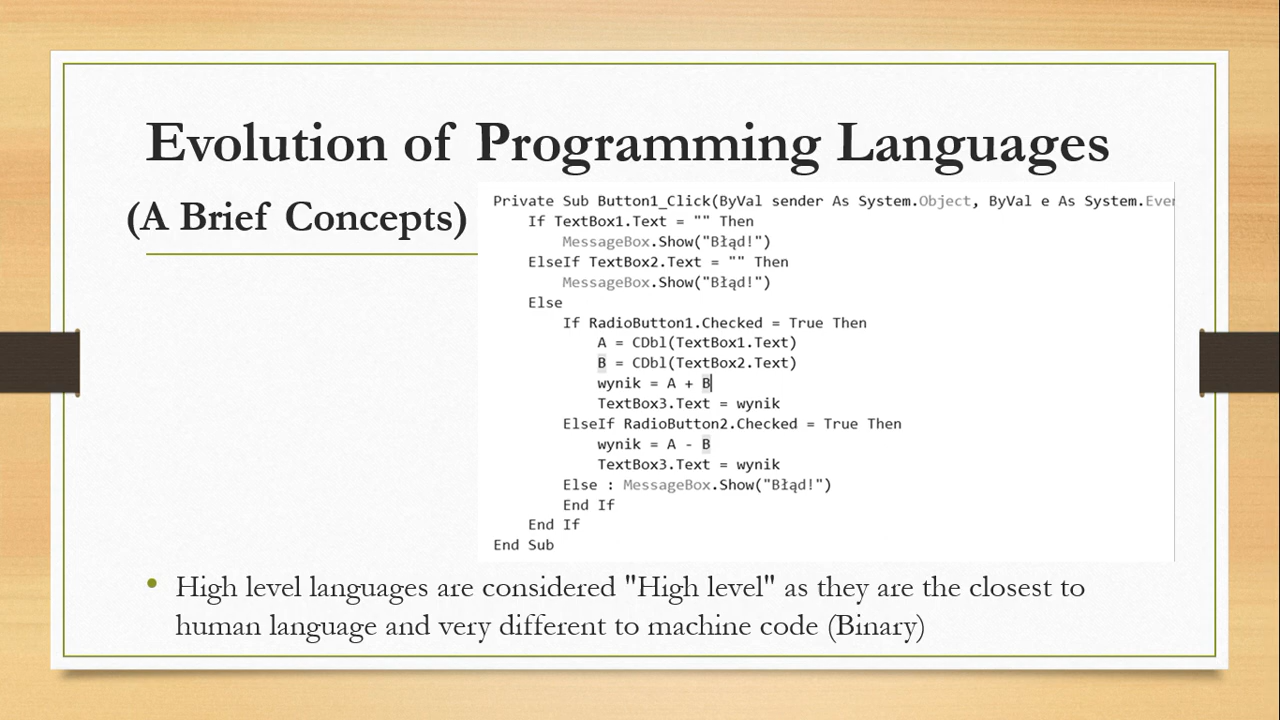 Evolution of Programming Languages
(A Brief Concepts)
Private Sub Button1_Click(ByVal sender As System.Object, ByVal e As System.Even
If TextBox1.Text = "" Then
MessageBox.Show("Błąd!")
ElseIf TextBox2.Text = "" Then
MessageBox.Show("Błąd!")
Else
If RadioButton1.Checked = True Then
A = CDbl(TextBox1.Text)
B = CDbl(TextBox2.Text)
wynik = A + B
TextBox3.Text = wynik
ElseIf RadioButton2.Checked = True Then
wynik = A - B
TextBox3.Text = wynik
Else : MessageBox.Show("Błąd!")
End If
End If
End Sub
• High level languages are considered "High level" as they are the closest to
human language and very different to machine code (Binary)